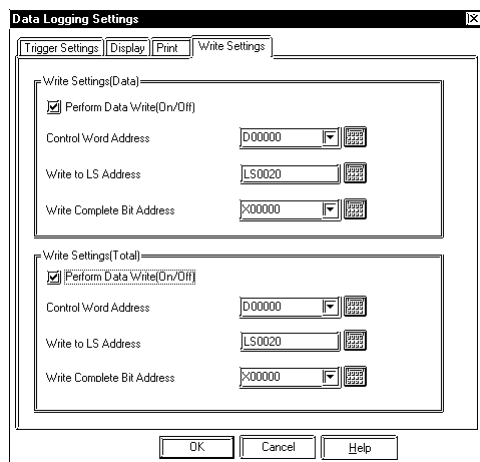 Data Logging Settings
Trigger Settings Display Print Write Settings
Write Settings(Data)
Perform Data Write(On/Off)
Control Word Address D00000
Write to LS Address LS0020
Write Complete Bit Address X00000
Write Settings(Total)
Perform Data Write(On/Off)
Control Word Address D00000
Write to LS Address LS0020
Write Complete Bit Address X00000
OK Cancel Help